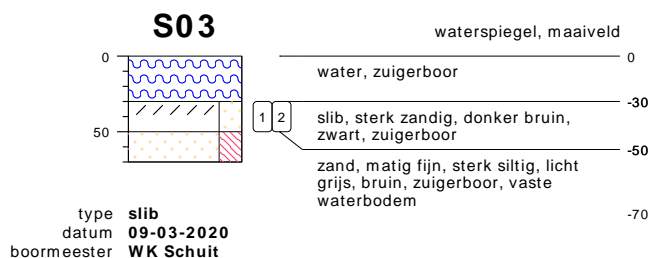 S03
waterspiegel, maaiveld
0
0
water, zuigerboor
-30
1 2
slib, sterk zandig, donker bruin,
zwart, zuigerboor
50
-50
zand, matig fijn, sterk siltig, licht
grijs, bruin, zuigerboor, vaste
waterbodem
-70
type slib
datum 09-03-2020
boormeester WK Schuit